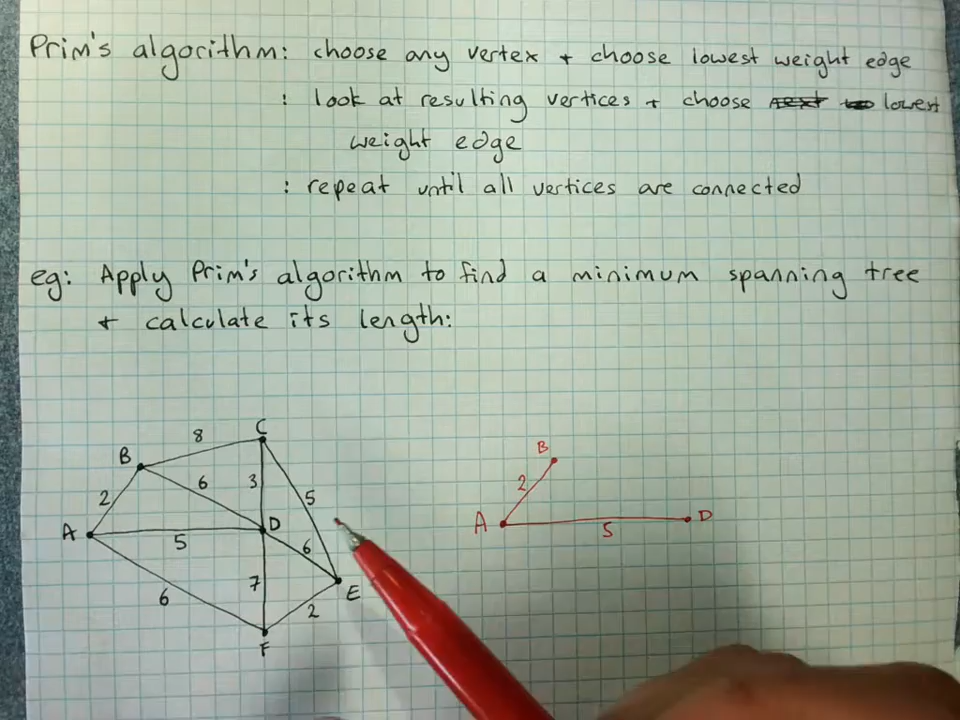 Prim's algorithm: choose any vertex + choose lowest weight edge
: look at resulting vertices + choose lowest
weight edge
: repeat until all vertices are connected
eg: Apply Prim's algorithm to find a minimum spanning tree
+ calculate its length:
C
8
B
B
6
3
5
2
2
A
D
6
A
D
5
5
7
6
2
E
F